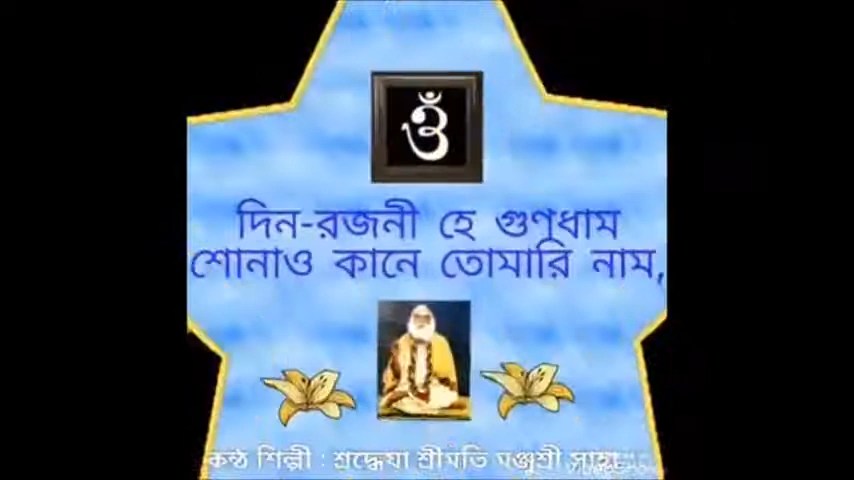 ওঁ
দিন-রজনী হে গুণধাম
শোনাও কানে তোমারি নাম,
কন্ঠ শিল্পী : শ্রদ্ধেযা শ্রীমতি মঞ্জুশ্রী সাহা